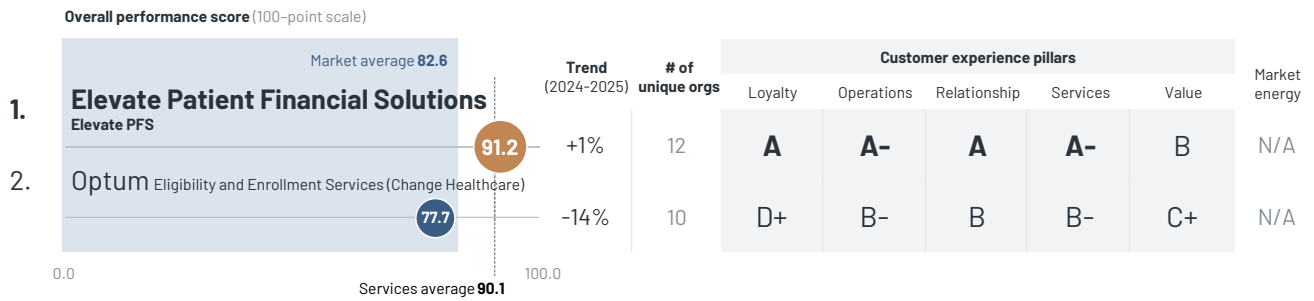 Overall performance score (100-point scale)
Market average 82.6
Customer experience pillars
Trend
(2024-2025)
# of
unique orgs
Loyalty
Operations
Relationship
Services
Value
Market
energy
1.
Elevate Patient Financial Solutions
Elevate PFS
91.2
+1%
12
A
A-
A
A-
B
N/A
2.
Optum Eligibility and Enrollment Services (Change Healthcare)
77.7
-14%
10
D+
B-
B
B-
C+
N/A
0.0
100.0
Services average 90.1